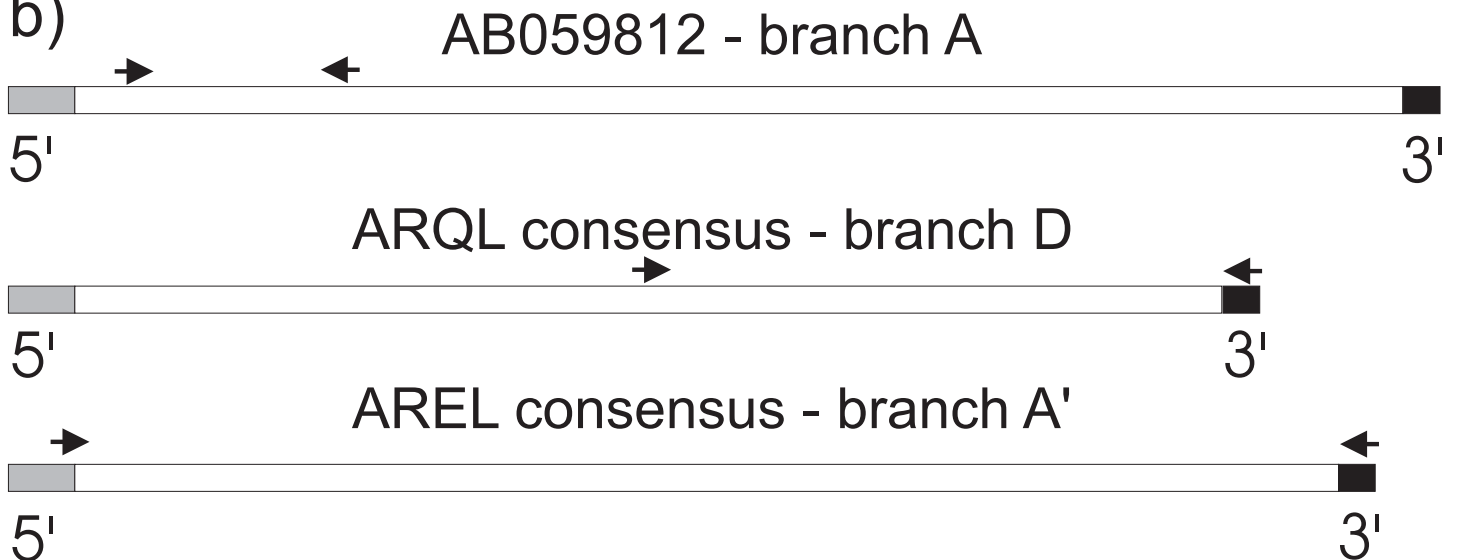 b)
AB059812 - branch A
5' 3'
ARQL consensus - branch D
5' 3'
AREL consensus - branch A'
5' 3'